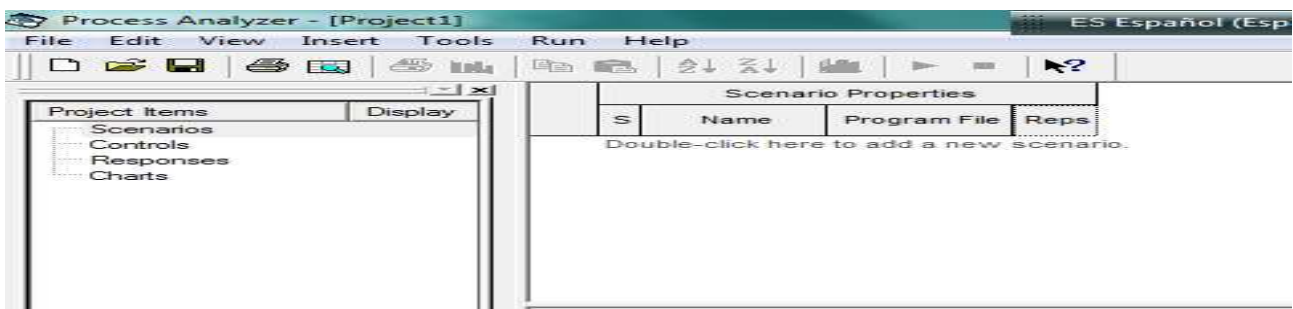 Process Analyzer - [Project1]
ES Español (Esp
File Edit View Insert Tools Run Help
Project Items Display
Scenarios
Controls
Responses
Charts
Scenario Properties
S Name Program File Reps
Double-click here to add a new scenario.